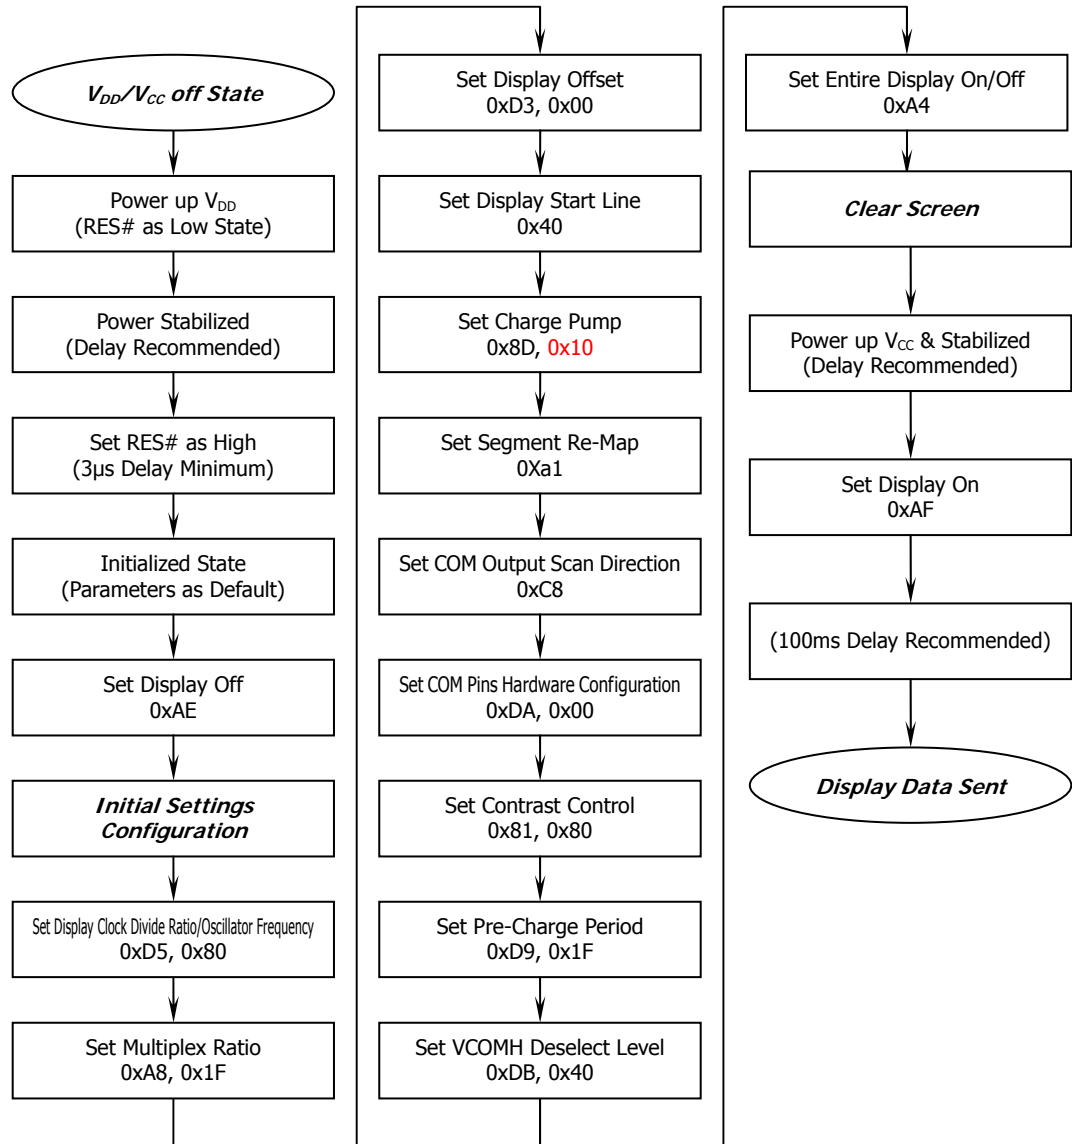 V_DD/V_CC off State
Power up V_DD
(RES# as Low State)
Power Stabilized
(Delay Recommended)
Set RES# as High
(3µs Delay Minimum)
Initialized State
(Parameters as Default)
Set Display Off
0xAE
Initial Settings
Configuration
Set Display Clock Divide Ratio/Oscillator Frequency
0xD5, 0x80
Set Multiplex Ratio
0xA8, 0x1F
Set Display Offset
0xD3, 0x00
Set Display Start Line
0x40
Set Charge Pump
0x8D, 0x10
Set Segment Re-Map
0Xa1
Set COM Output Scan Direction
0xC8
Set COM Pins Hardware Configuration
0xDA, 0x00
Set Contrast Control
0x81, 0x80
Set Pre-Charge Period
0xD9, 0x1F
Set VCOMH Deselect Level
0xDB, 0x40
Set Entire Display On/Off
0xA4
Clear Screen
Power up V_CC & Stabilized
(Delay Recommended)
Set Display On
0xAF
(100ms Delay Recommended)
Display Data Sent